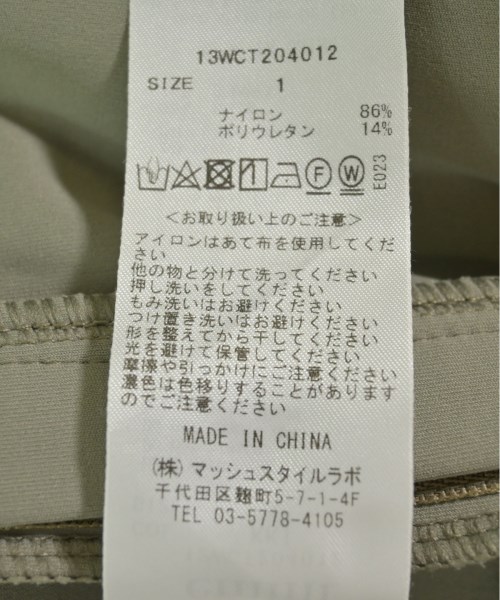 13WCT204012
SIZE 1
ナイロン 86%
ポリウレタン 14%
F W E023
＜お取り扱い上のご注意＞
アイロンはあて布を使用してくだ
さい
他の物と分けて洗ってください
押し洗いをしてください
もみ洗いはお避けください
つけ置き洗いはお避けください
形を整えてから干してください
光を避けて保管してください
摩擦や引っかけにご注意ください
濃色は色移りすることがあります
のでご注意ください
MADE IN CHINA
(株) マッシュスタイルラボ
千代田区麹町5-7-1-4F
TEL 03-5778-4105